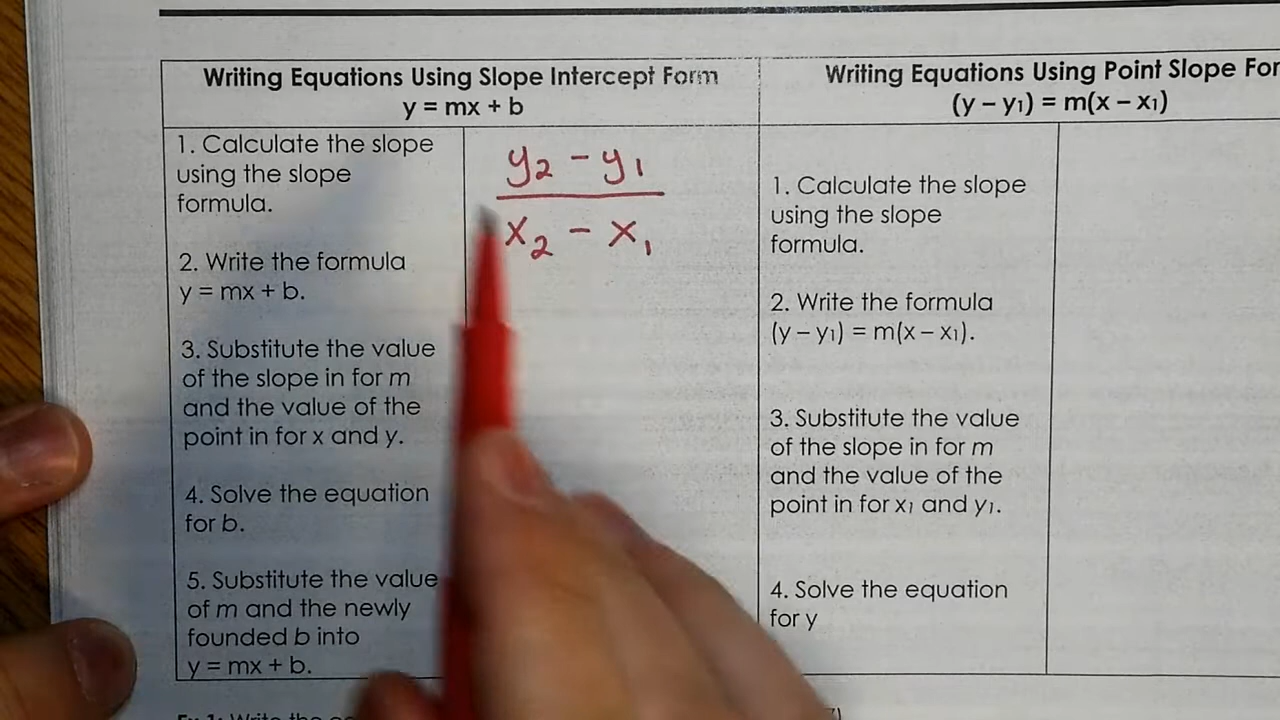 Writing Equations Using Slope Intercept Form
y = mx + b
1. Calculate the slope
using the slope
formula.
2. Write the formula
y = mx + b.
3. Substitute the value
of the slope in for m
and the value of the
point in for x and y.
4. Solve the equation
for b.
5. Substitute the value
of m and the newly
founded b into
y = mx + b.
y₂ - y₁
x₂ - x₁
Writing Equations Using Point Slope For
(y – y₁) = m(x – x₁)
1. Calculate the slope
using the slope
formula.
2. Write the formula
(y – y₁) = m(x – x₁).
3. Substitute the value
of the slope in for m
and the value of the
point in for x₁ and y₁.
4. Solve the equation
for y